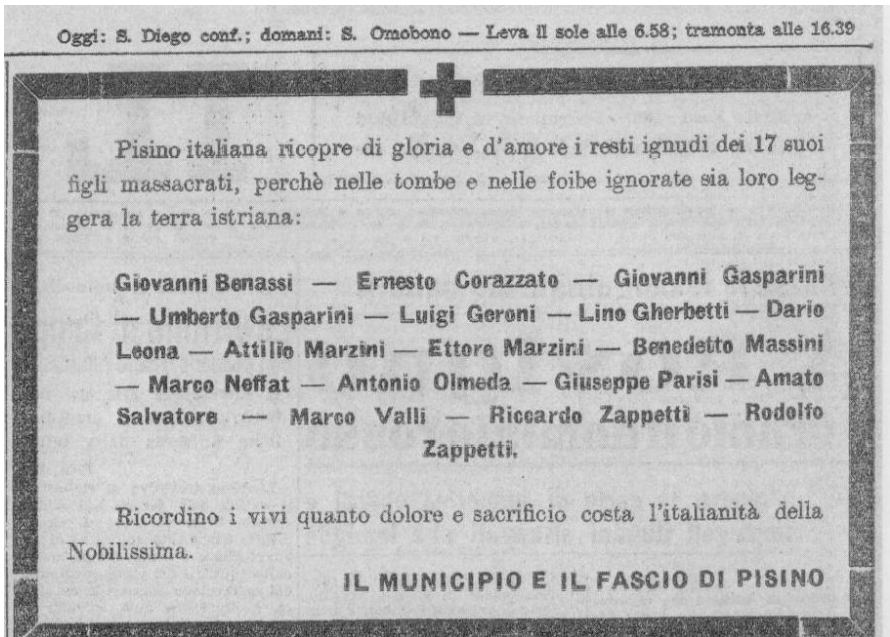 Oggi: S. Diego conf.; domani: S. Omobono — Leva il sole alle 6.58; tramonta alle 16.39
Pisino italiana ricopre di gloria e d'amore i resti ignudi dei 17 suoi
figli massacrati, perchè nelle tombe e nelle foibe ignorate sia loro leg-
gera la terra istriana:
Giovanni Benassi — Ernesto Corazzato — Giovanni Gasparini
— Umberto Gasparini — Luigi Geroni — Lino Gherbetti — Dario
Leona — Attilio Marzini — Ettore Marzini — Benedetto Massini
— Marco Neffat — Antonio Olmeda — Giuseppe Parisi — Amato
Salvatore — Marco Valli — Riccardo Zappetti — Rodolfo
Zappetti.
Ricordino i vivi quanto dolore e sacrificio costa l'italianità della
Nobilissima.
IL MUNICIPIO E IL FASCIO DI PISINO